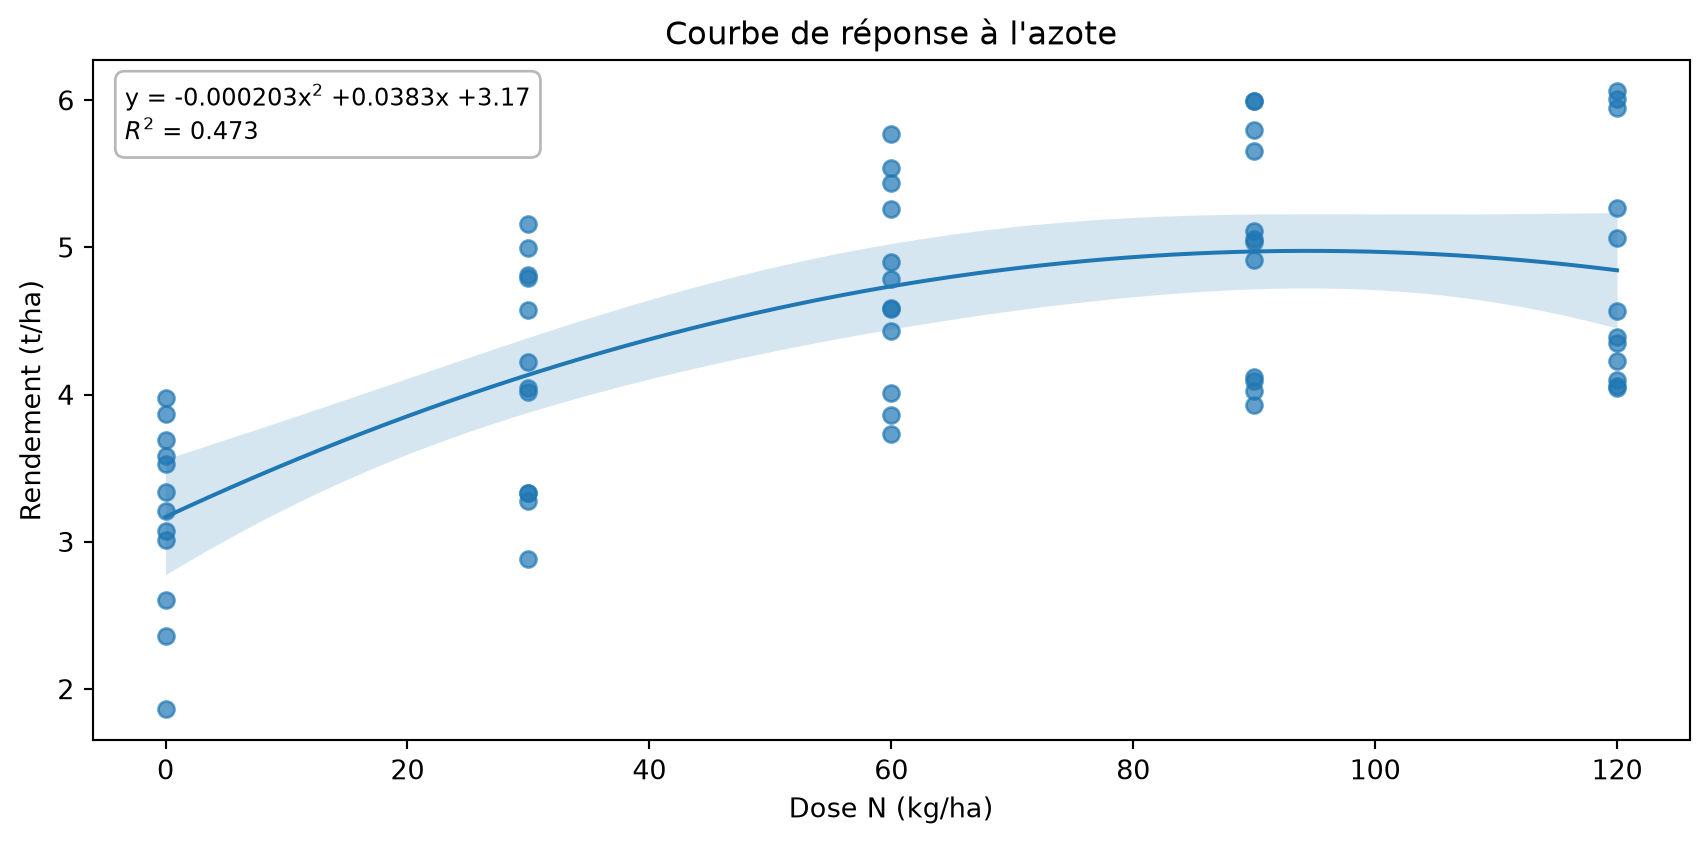 Courbe de réponse à l'azote
y = -0.000203x² +0.0383x +3.17
R² = 0.473
Rendement (t/ha)
6
5
4
3
2
0 20 40 60 80 100 120
Dose N (kg/ha)